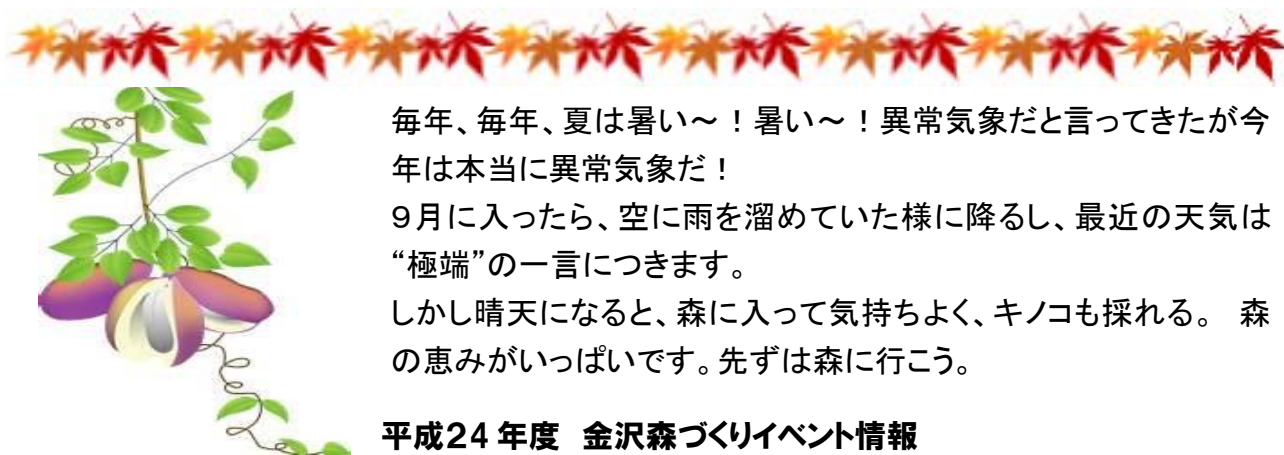 毎年、毎年、夏は暑い～！暑い～！異常気象だと言ってきたが今
年は本当に異常気象だ！
９月に入ったら、空に雨を溜めていた様に降るし、最近の天気は
“極端”の一言につきます。
しかし晴天になると、森に入って気持ちよく、キノコも採れる。　森
の恵みがいっぱいです。先ずは森に行こう。
平成２４年度　金沢森づくりイベント情報